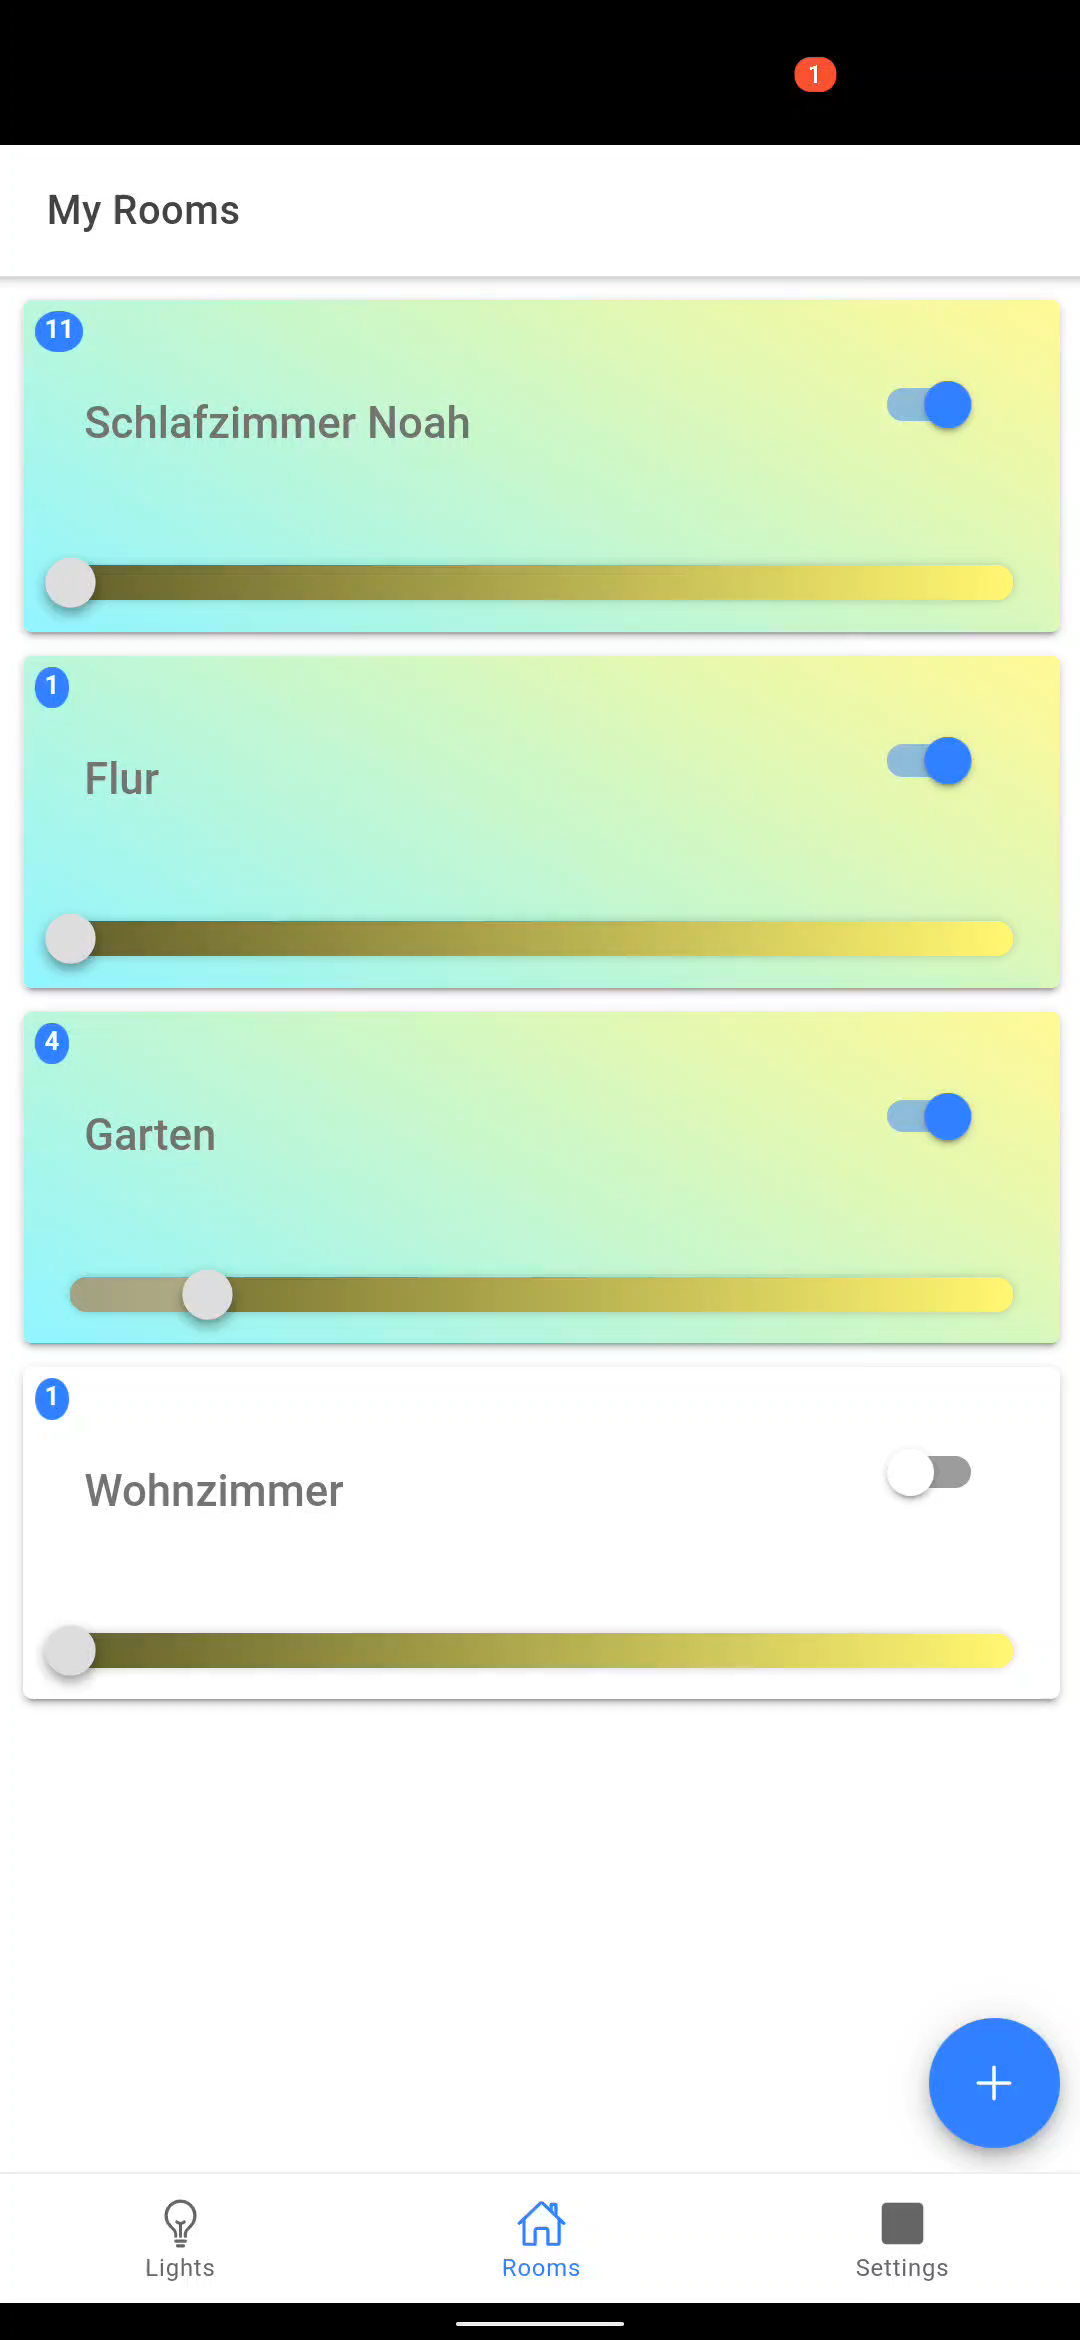 1
My Rooms
11
Schlafzimmer Noah
1
Flur
4
Garten
1
Wohnzimmer
Lights
Rooms
Settings